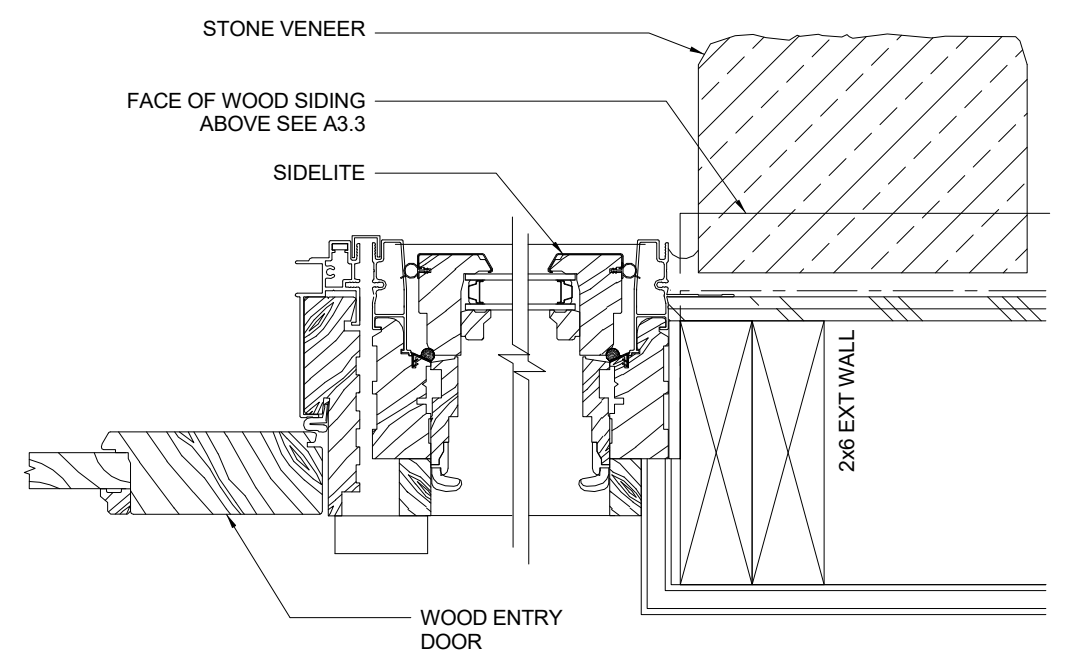 STONE VENEER
FACE OF WOOD SIDING
ABOVE SEE A3.3
SIDELITE
2x6 EXT WALL
WOOD ENTRY
DOOR